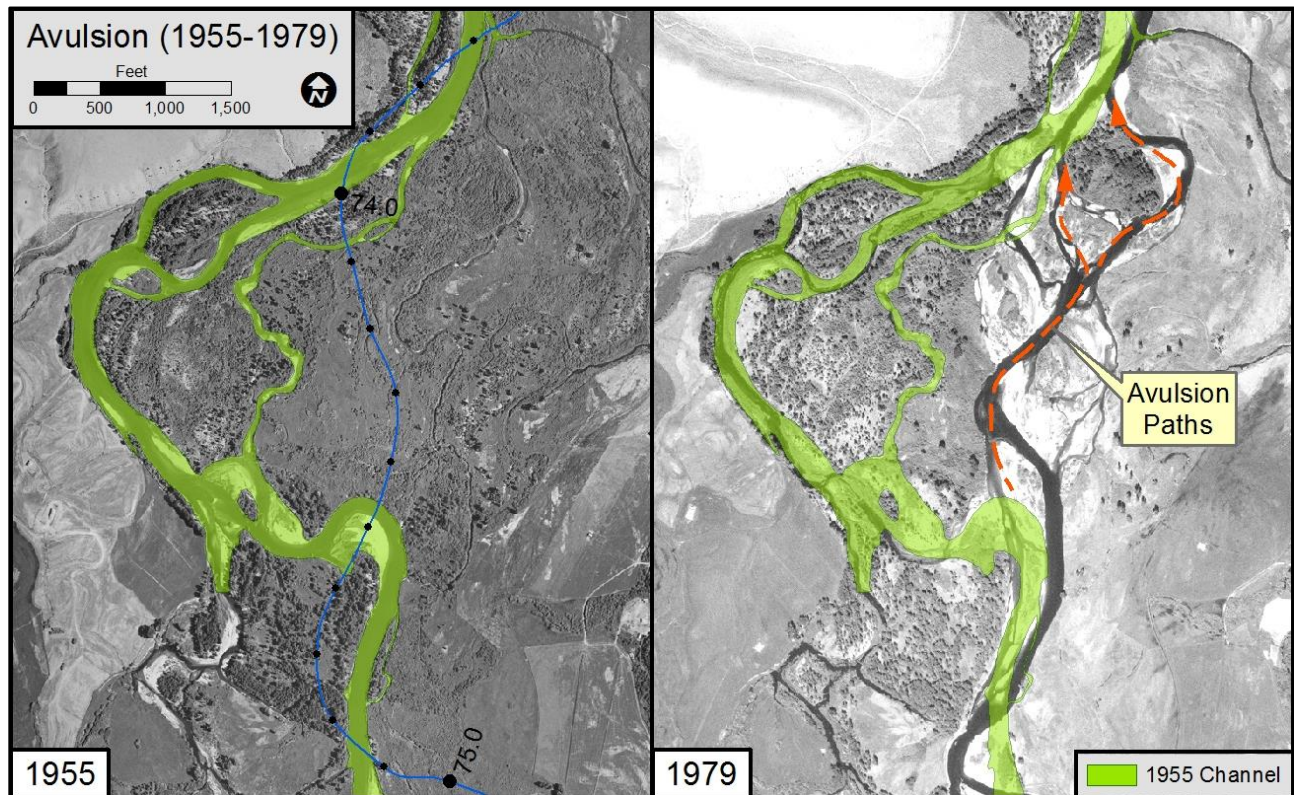 Avulsion (1955-1979)
Feet
0 500 1,000 1,500
N
74.0
75.0
1955
Avulsion
Paths
1979
1955 Channel